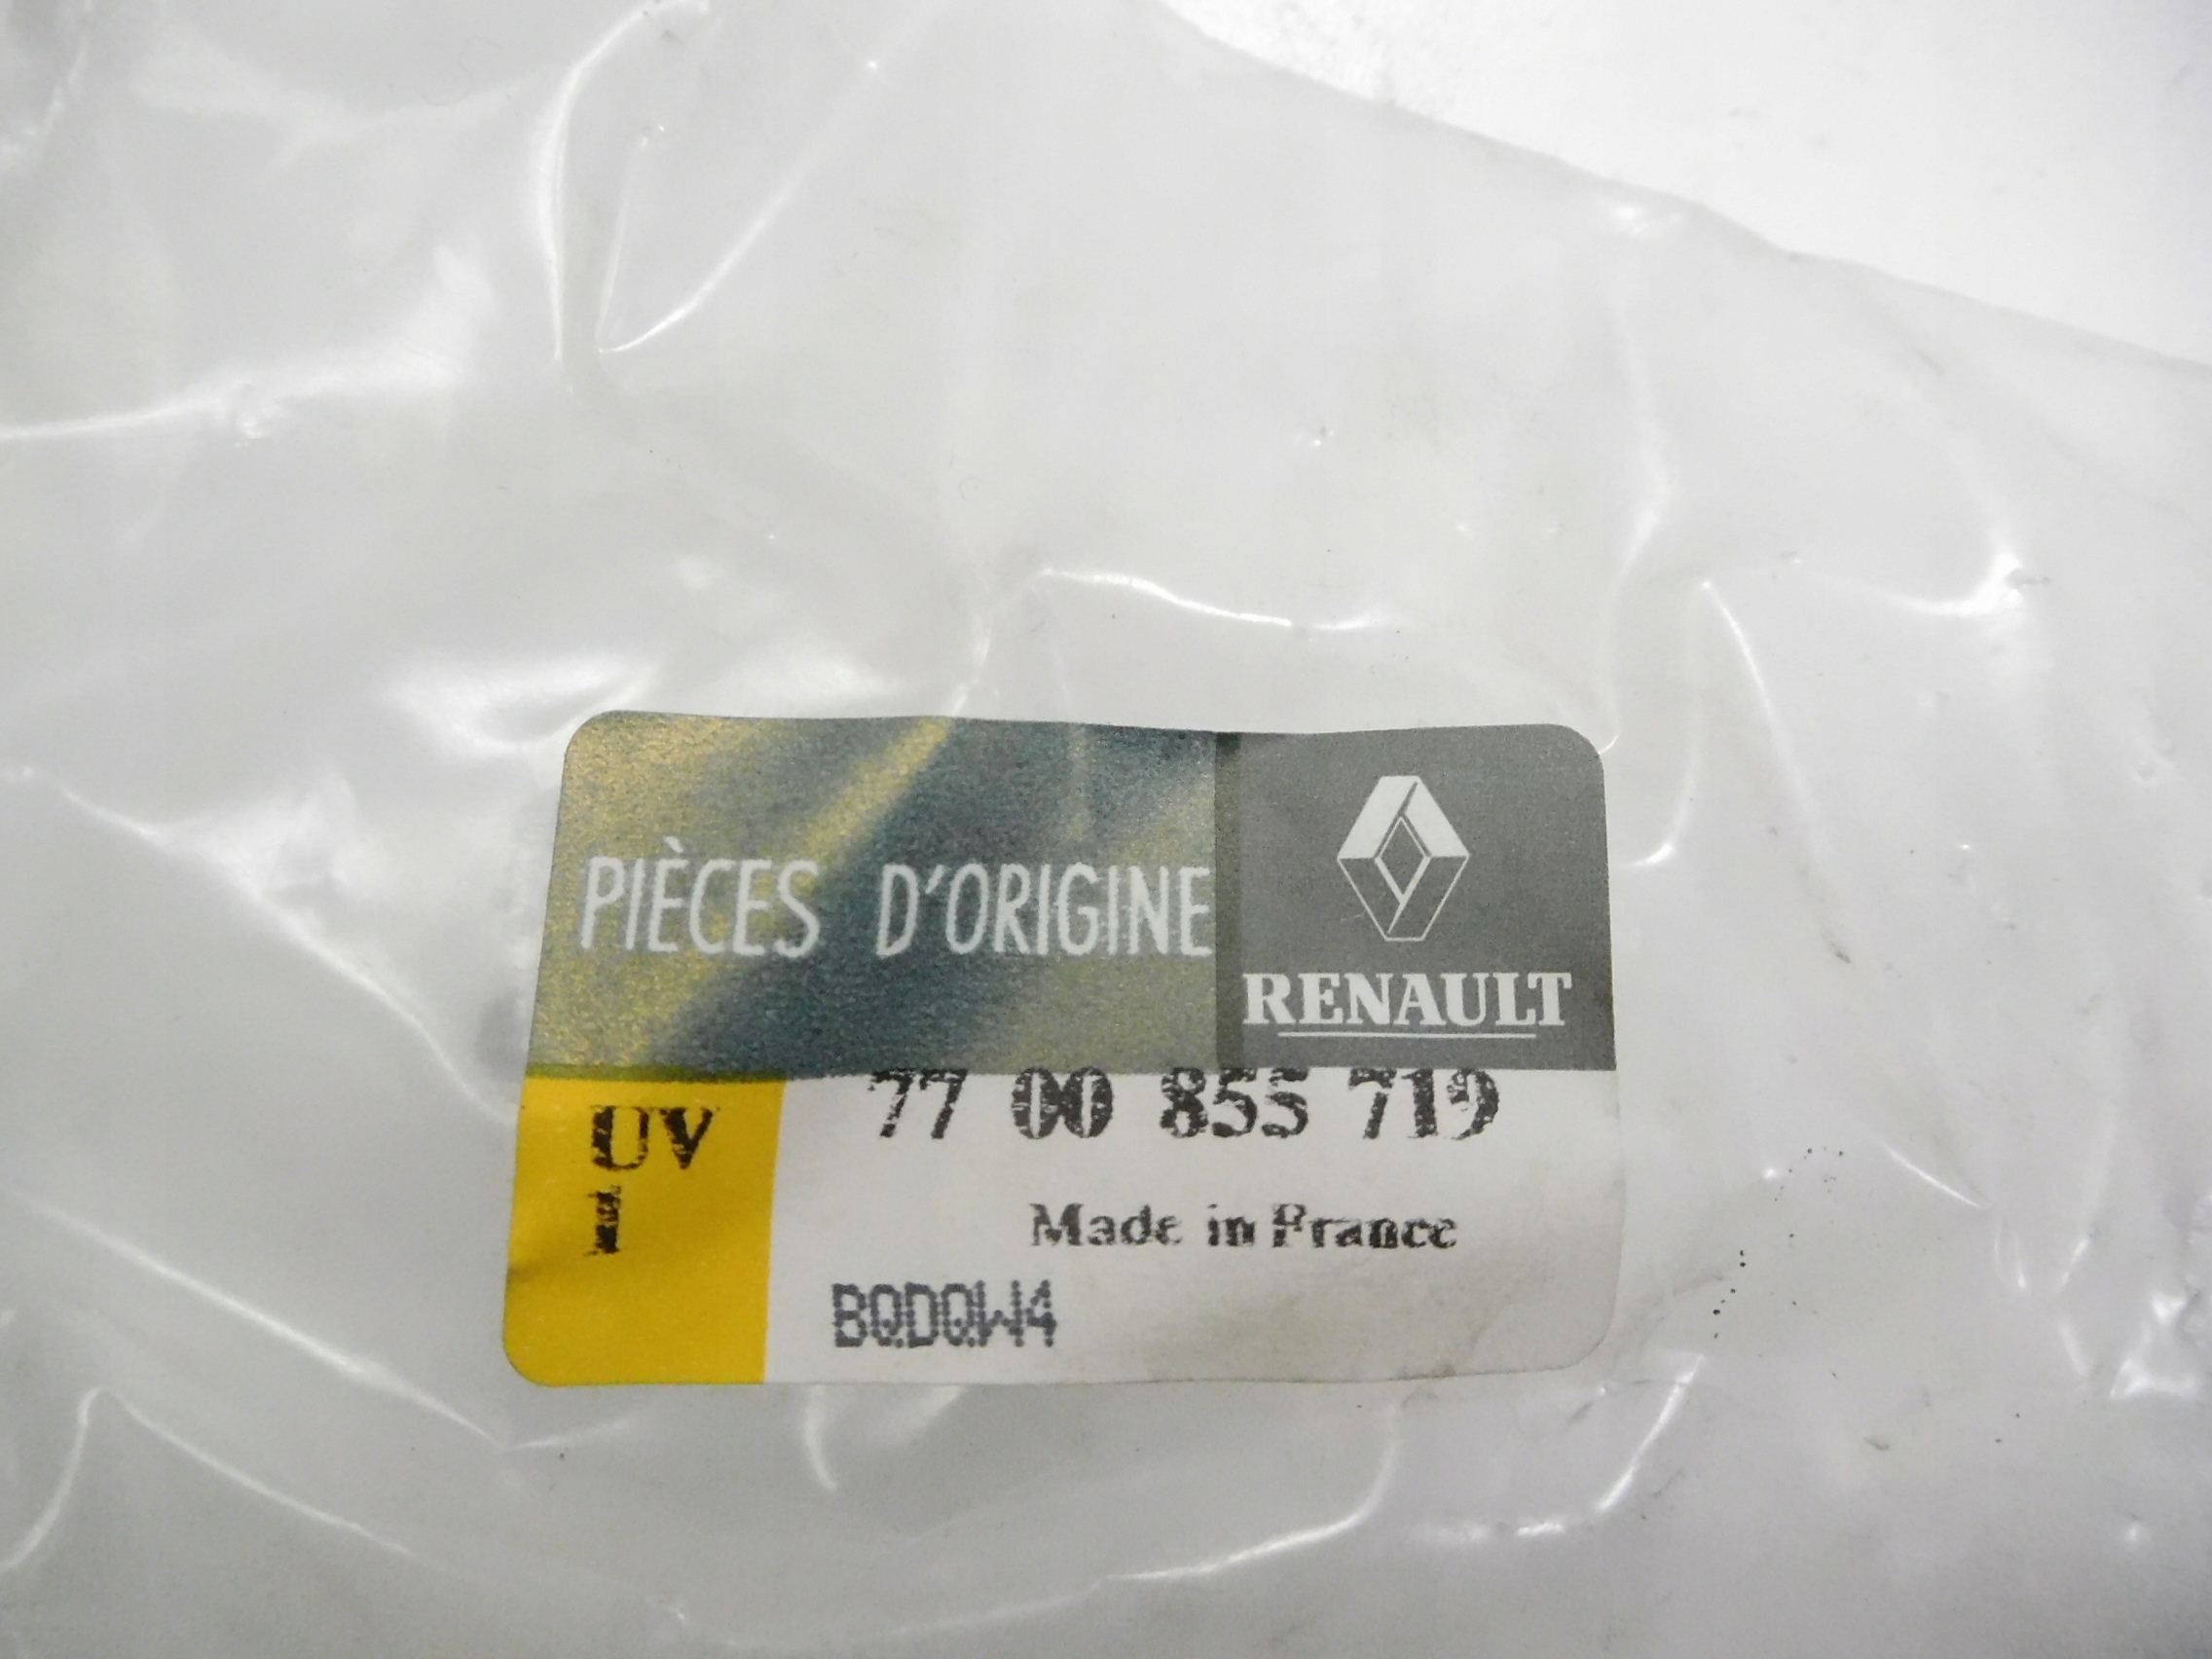 PIÈCES D'ORIGINE
RENAULT
UV
1
77 00 855 719
Made in France
BQDQW4